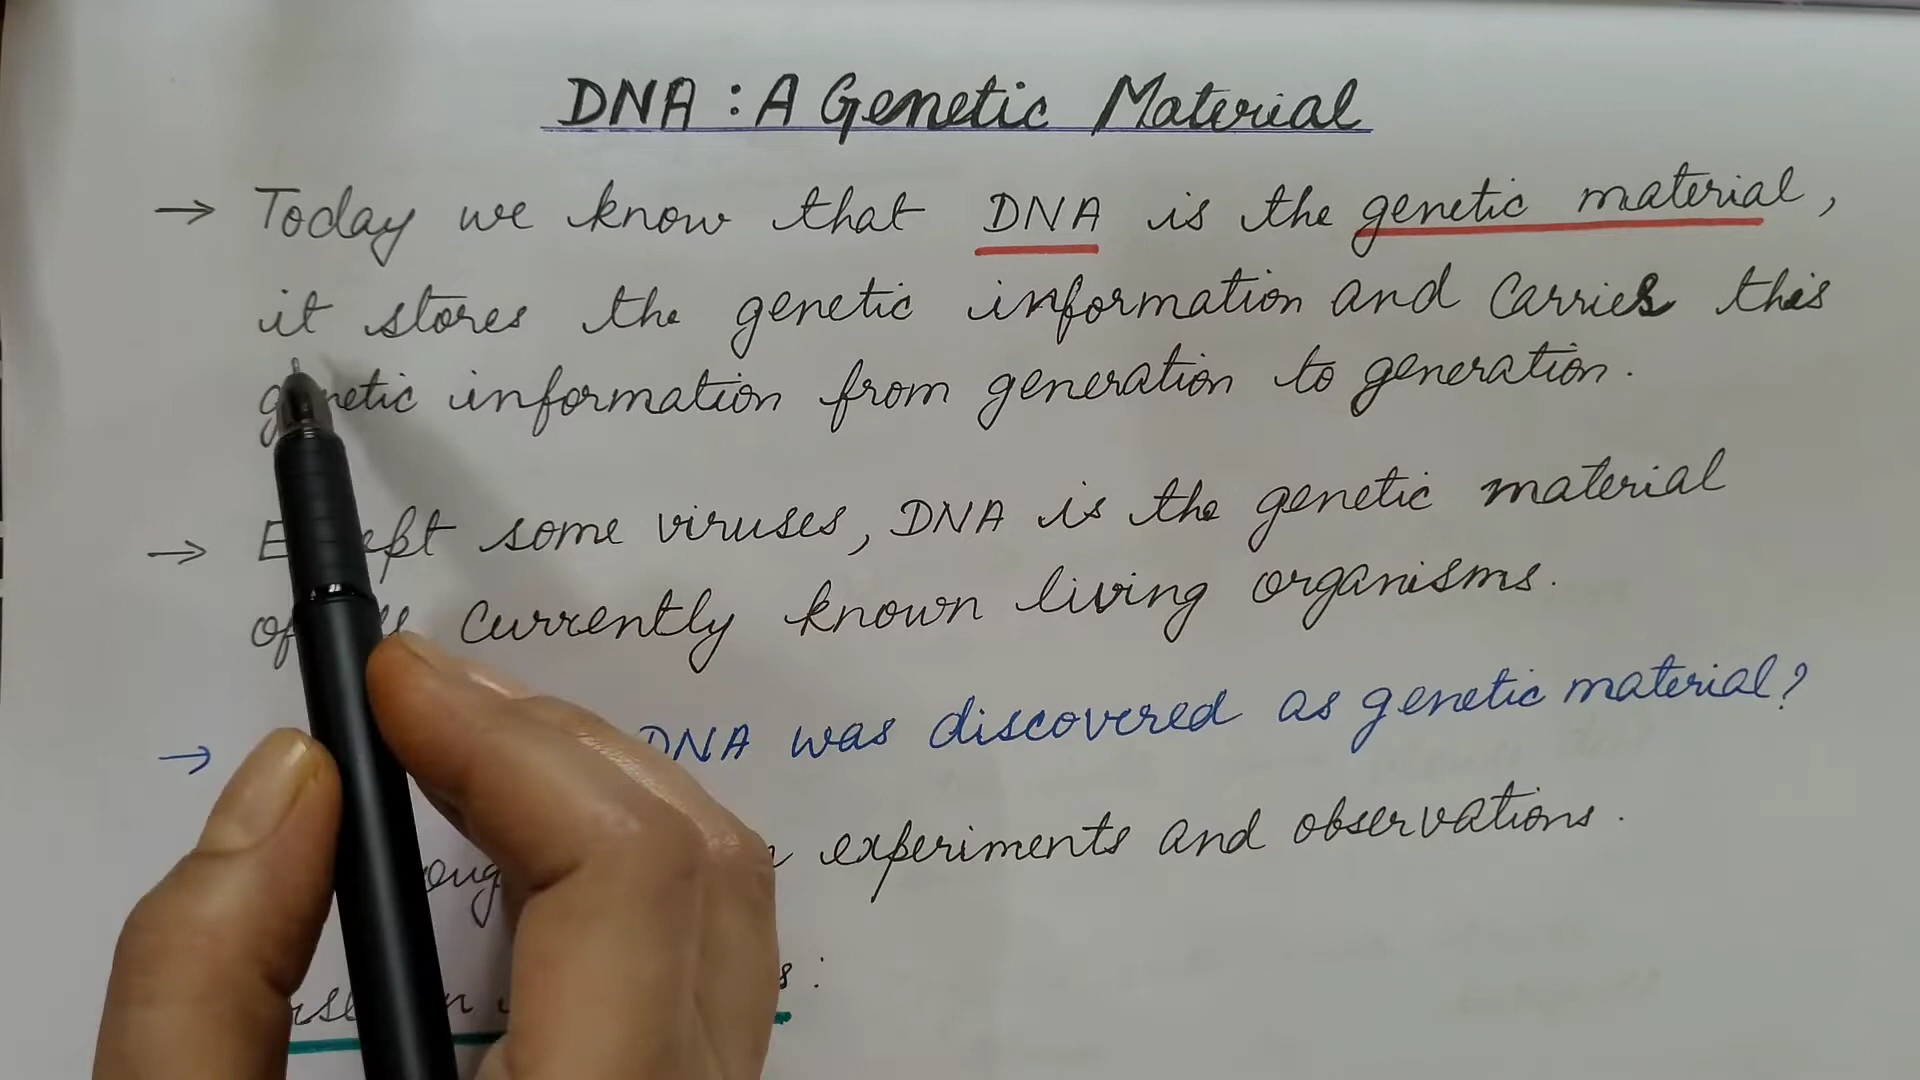 DNA : A Genetic Material
→ Today we know that DNA is the genetic material,
it stores the genetic information and Carries this
genetic information from generation to generation.
→ Except some viruses, DNA is the genetic material
of currently known living organisms.
→ DNA was discovered as genetic material?
experiments and observations.